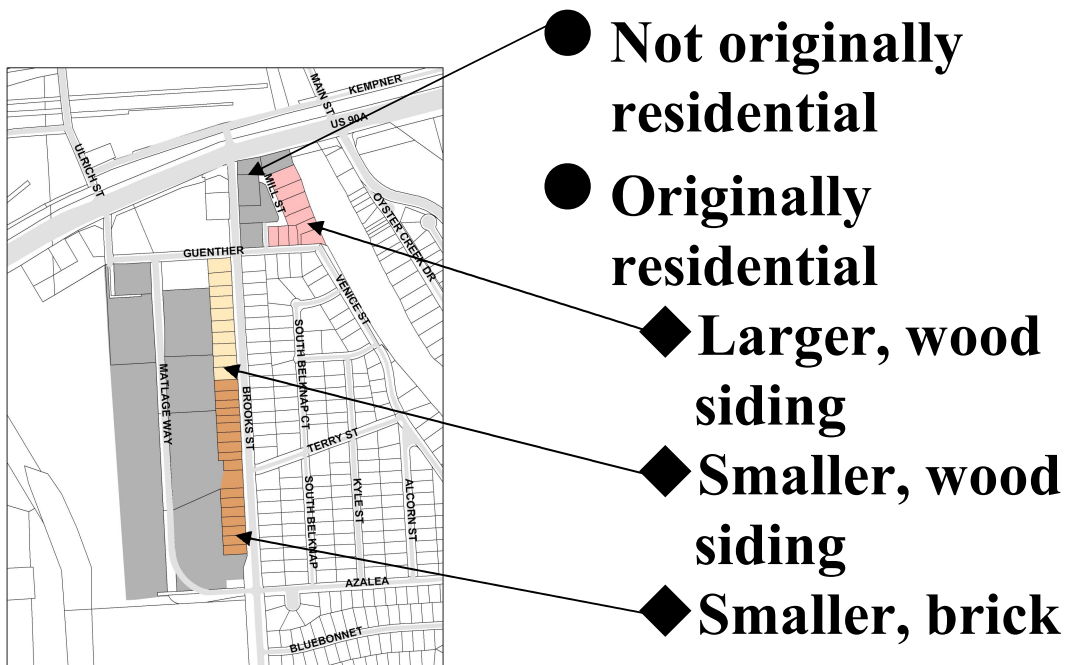 Not originally
residential
Originally
residential
Larger, wood
siding
Smaller, wood
siding
Smaller, brick
MAIN ST
KEMPNER
US 90A
ULRICH ST
MILL ST
OYSTER CREEK DR
GUENTHER
VENICE ST
SOUTH BELKNAP CT
MATLAGE WAY
BROOKS ST
TERRY ST
SOUTH BELKNAP
KYLE ST
ALCORN ST
AZALEA
BLUEBONNET